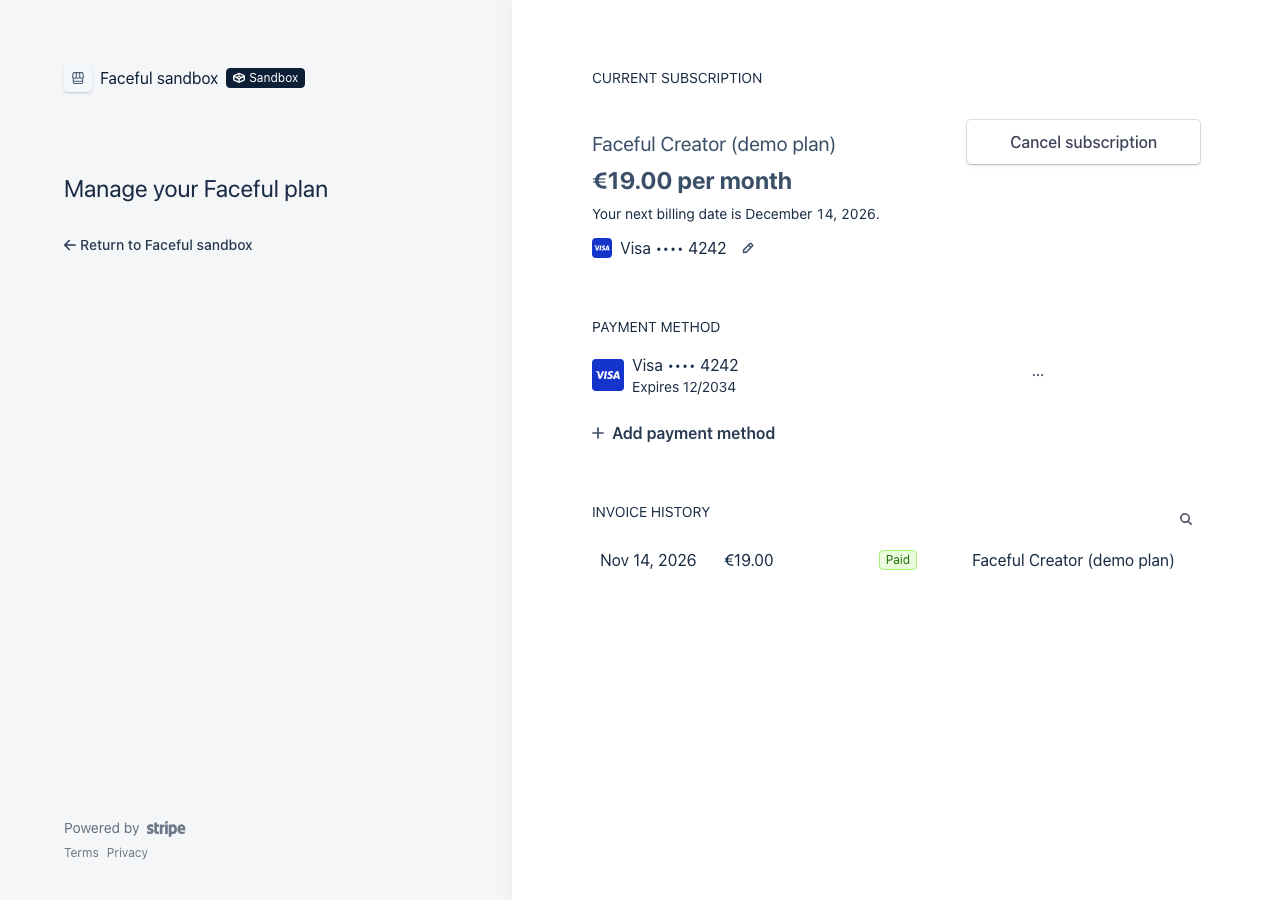 Faceful sandbox Sandbox
Manage your Faceful plan
Return to Faceful sandbox
Powered by stripe
Terms Privacy
CURRENT SUBSCRIPTION
Faceful Creator (demo plan)
Cancel subscription
€19.00 per month
Your next billing date is December 14, 2026.
VISA Visa •••• 4242
PAYMENT METHOD
VISA Visa •••• 4242
Expires 12/2034
...
Add payment method
INVOICE HISTORY
Nov 14, 2026 €19.00 Paid Faceful Creator (demo plan)